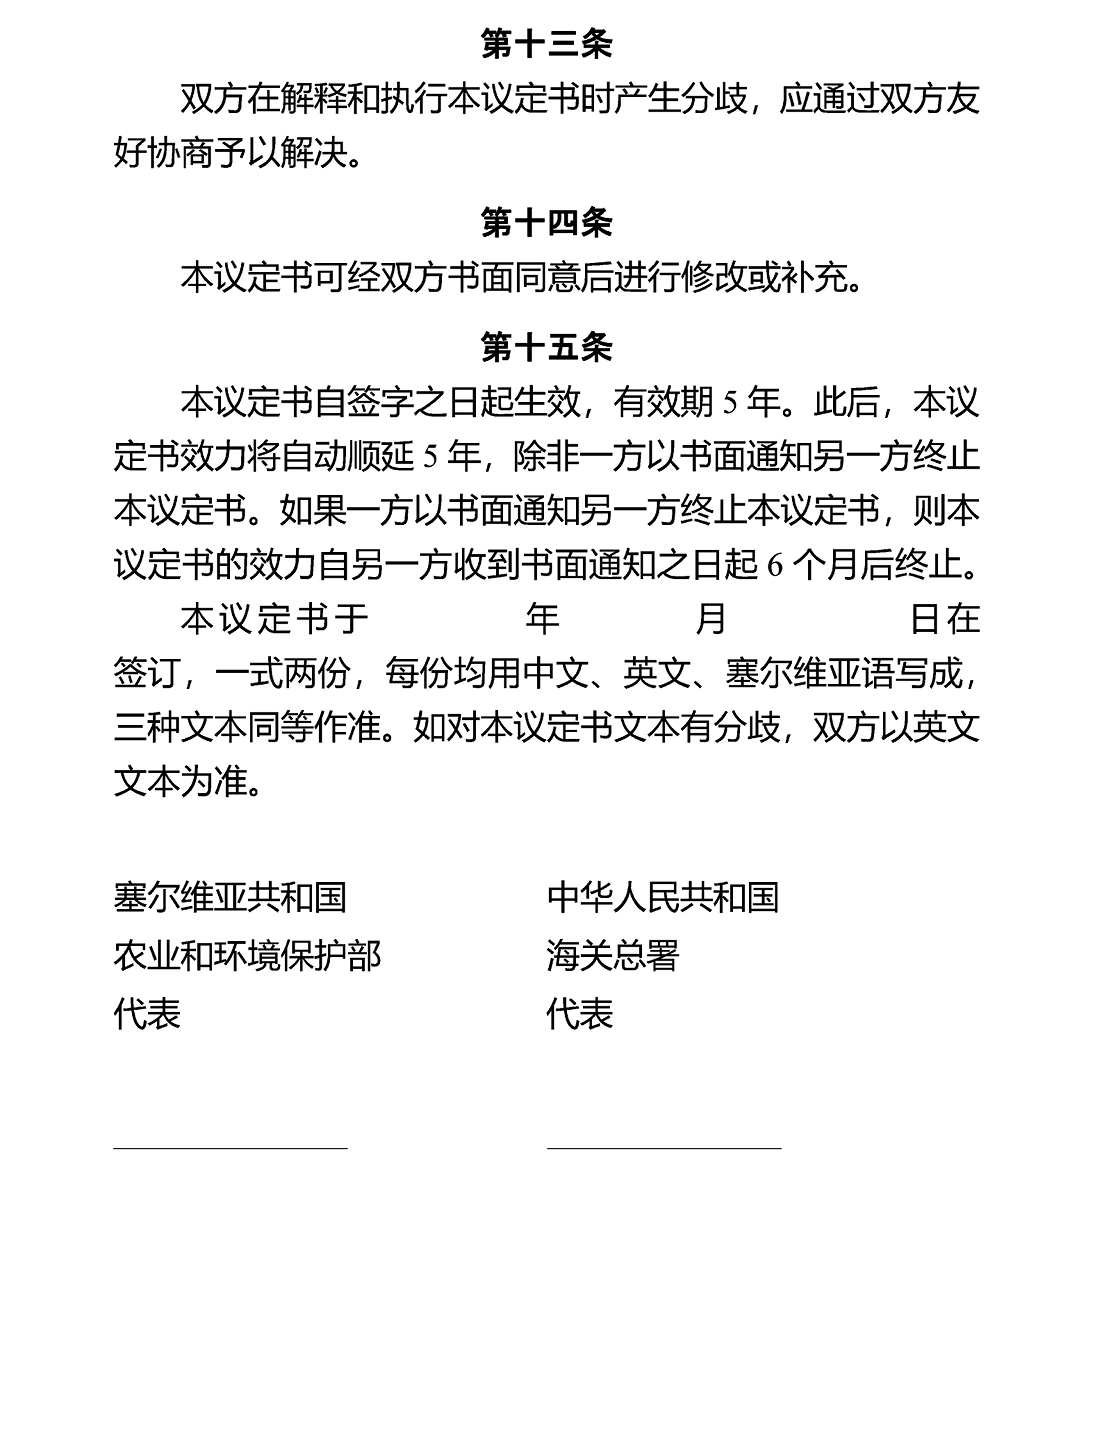 第十三条
双方在解释和执行本议定书时产生分歧，应通过双方友
好协商予以解决。
第十四条
本议定书可经双方书面同意后进行修改或补充。
第十五条
本议定书自签字之日起生效，有效期 5 年。此后，本议
定书效力将自动顺延 5 年，除非一方以书面通知另一方终止
本议定书。如果一方以书面通知另一方终止本议定书，则本
议定书的效力自另一方收到书面通知之日起 6 个月后终止。
本议定书于 年 月 日在
签订，一式两份，每份均用中文、英文、塞尔维亚语写成，
三种文本同等作准。如对本议定书文本有分歧，双方以英文
文本为准。
塞尔维亚共和国 中华人民共和国
农业和环境保护部 海关总署
代表 代表